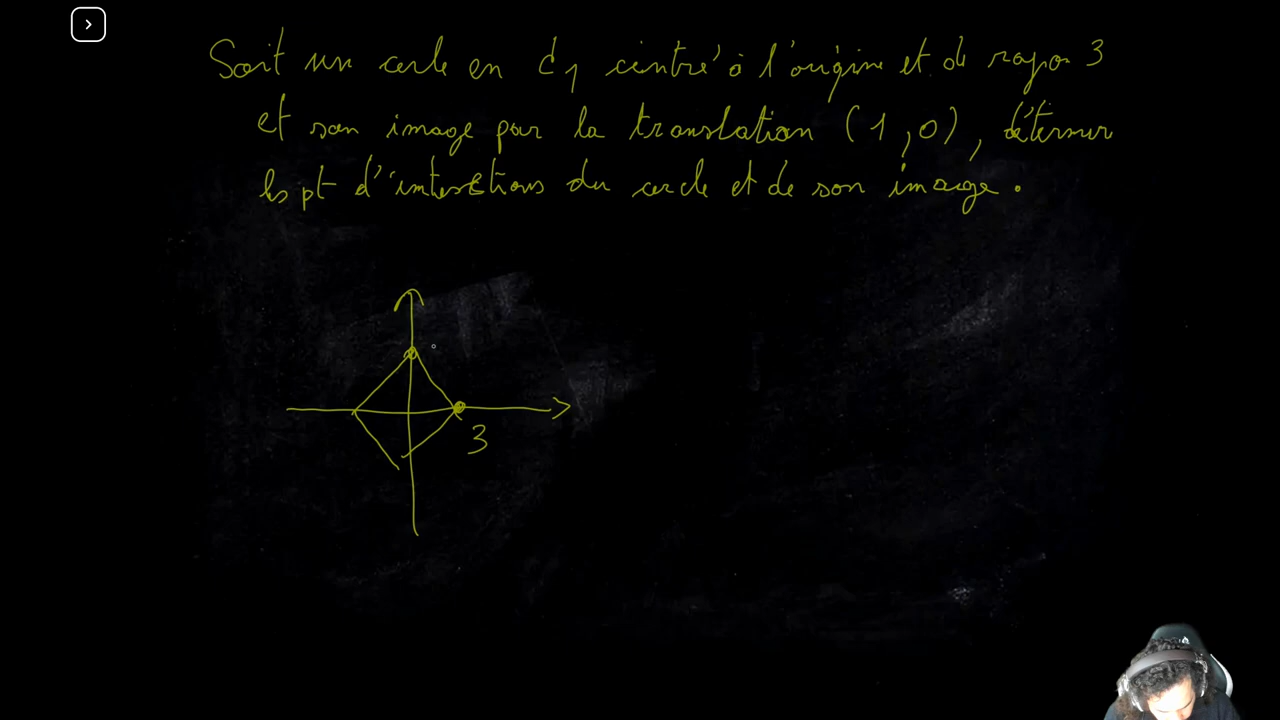 Soit un cercle en d1 centré à l'origine et de rayon 3
et son image par la translation (1,0), déterminer
les pt d'intersections du cercle et de son image.
3